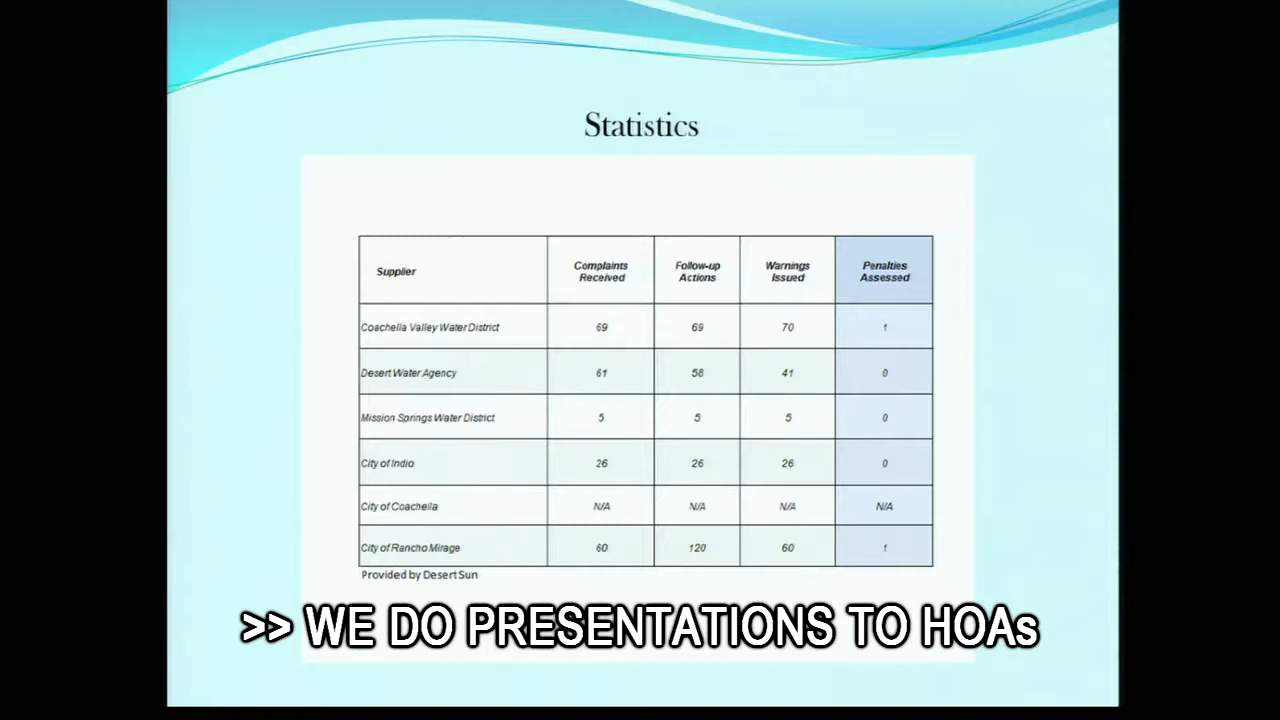 Statistics
Supplier Complaints Received Follow-up Actions Warnings Issued Penalties Assessed
Coachella Valley Water District 69 69 70 1
Desert Water Agency 61 58 41 0
Mission Springs Water District 5 5 5 0
City of Indio 26 26 26 0
City of Coachella N/A N/A N/A N/A
City of Rancho Mirage 60 120 60 1
Provided by Desert Sun
>> WE DO PRESENTATIONS TO HOAs